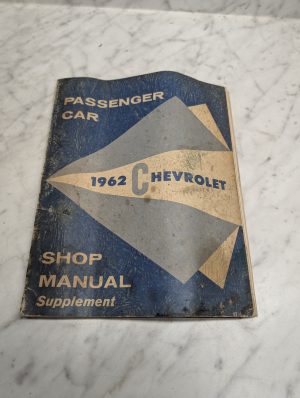 PASSENGER
CAR
1962 CHEVROLET
SHOP
MANUAL
Supplement